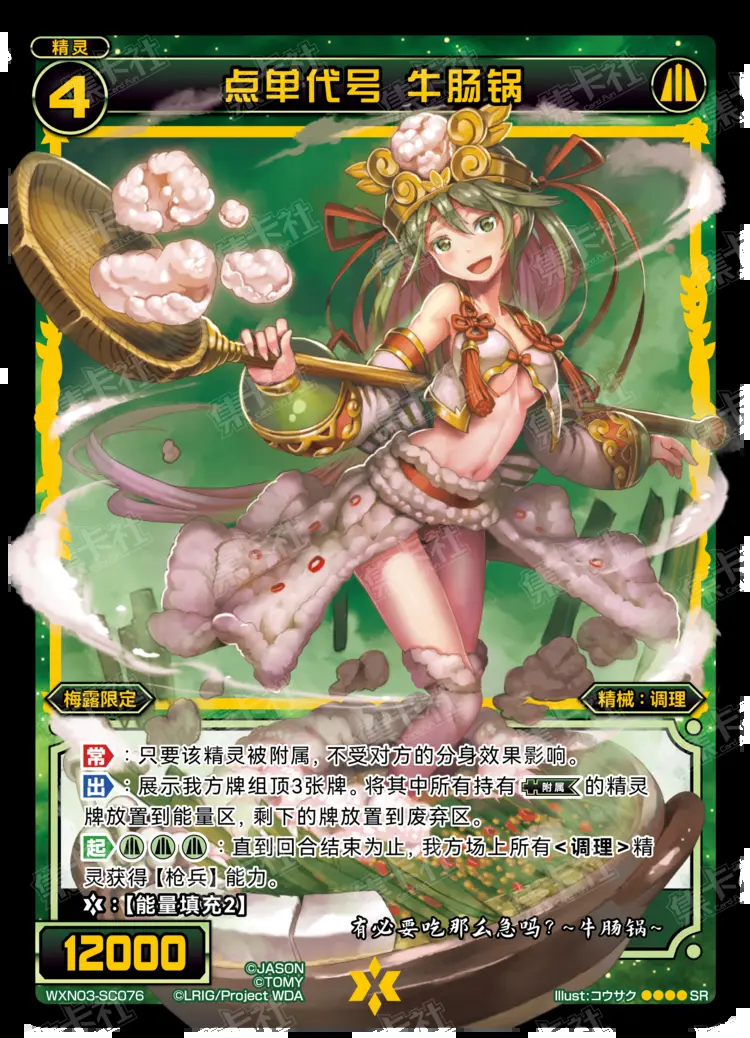 精灵
4
点单代号 牛肠锅
梅露限定
精械：调理
常：只要该精灵被附属，不受对方的分身效果影响。
出：展示我方牌组顶3张牌。将其中所有持有 附属 的精灵
牌放置到能量区，剩下的牌放置到废弃区。
起 ：直到回合结束为止，我方场上所有<调理>精
灵获得【枪兵】能力。
：【能量填充2】
有必要吃那么急吗？~牛肠锅~
12000
©JASON
©TOMY
WXN03-SC076 ©LRIG/Project WDA
Illust:コウサク ●●●●SR
集卡社